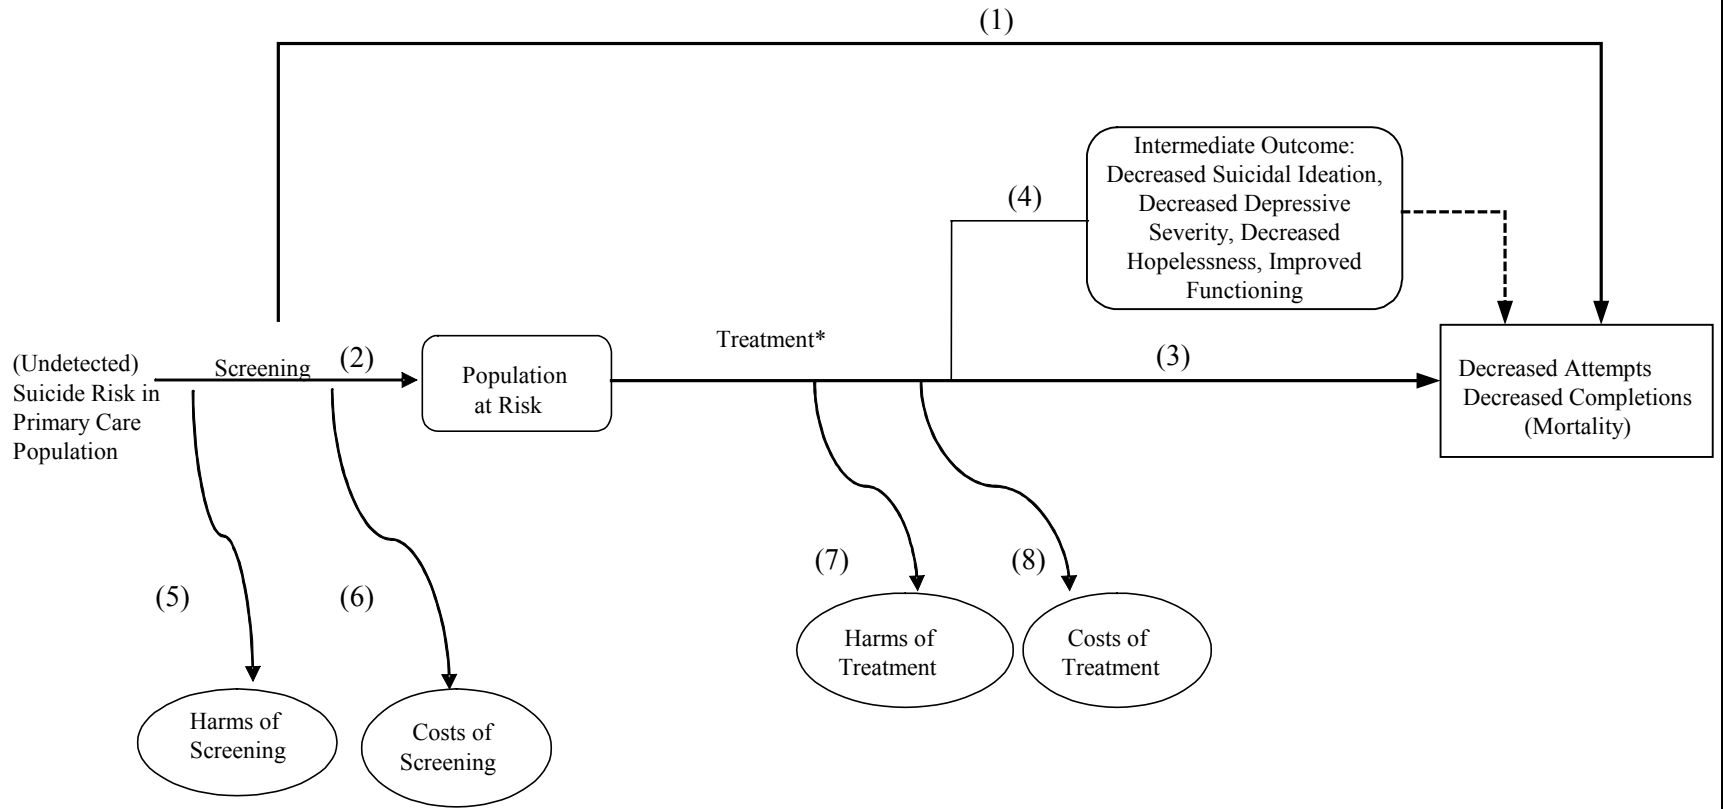 (1)
Intermediate Outcome:
Decreased Suicidal Ideation,
Decreased Depressive
Severity, Decreased
Hopelessness, Improved
Functioning
(4)
(Undetected)
Suicide Risk in
Primary Care
Population
Screening
(2)
Population
at Risk
Treatment*
(3)
Decreased Attempts
Decreased Completions
(Mortality)
(5)
(6)
(7)
(8)
Harms of
Screening
Costs of
Screening
Harms of
Treatment
Costs of
Treatment